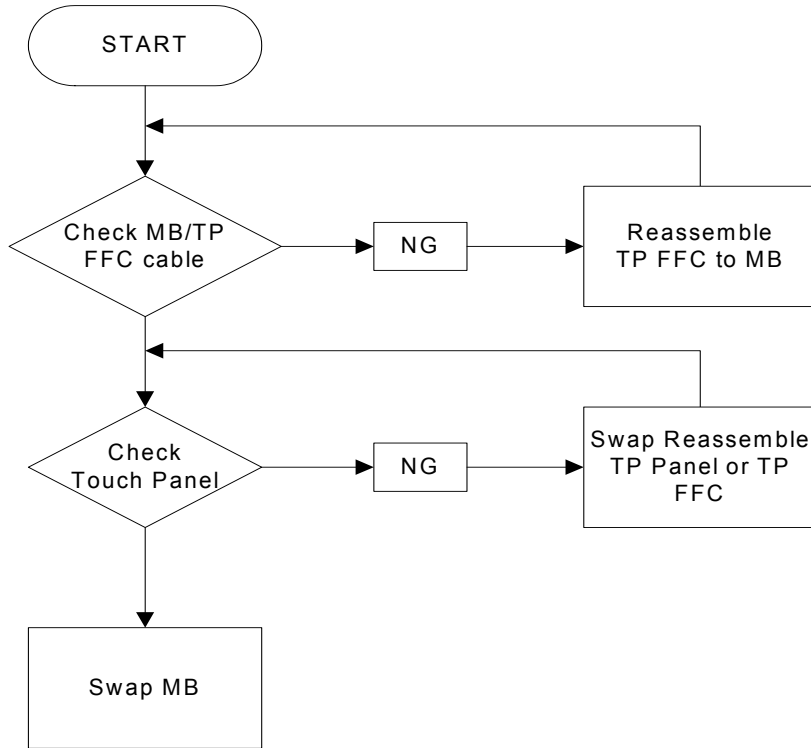 START
Check MB/TP
FFC cable
NG
Reassemble
TP FFC to MB
Check
Touch Panel
NG
Swap Reassemble
TP Panel or TP
FFC
Swap MB